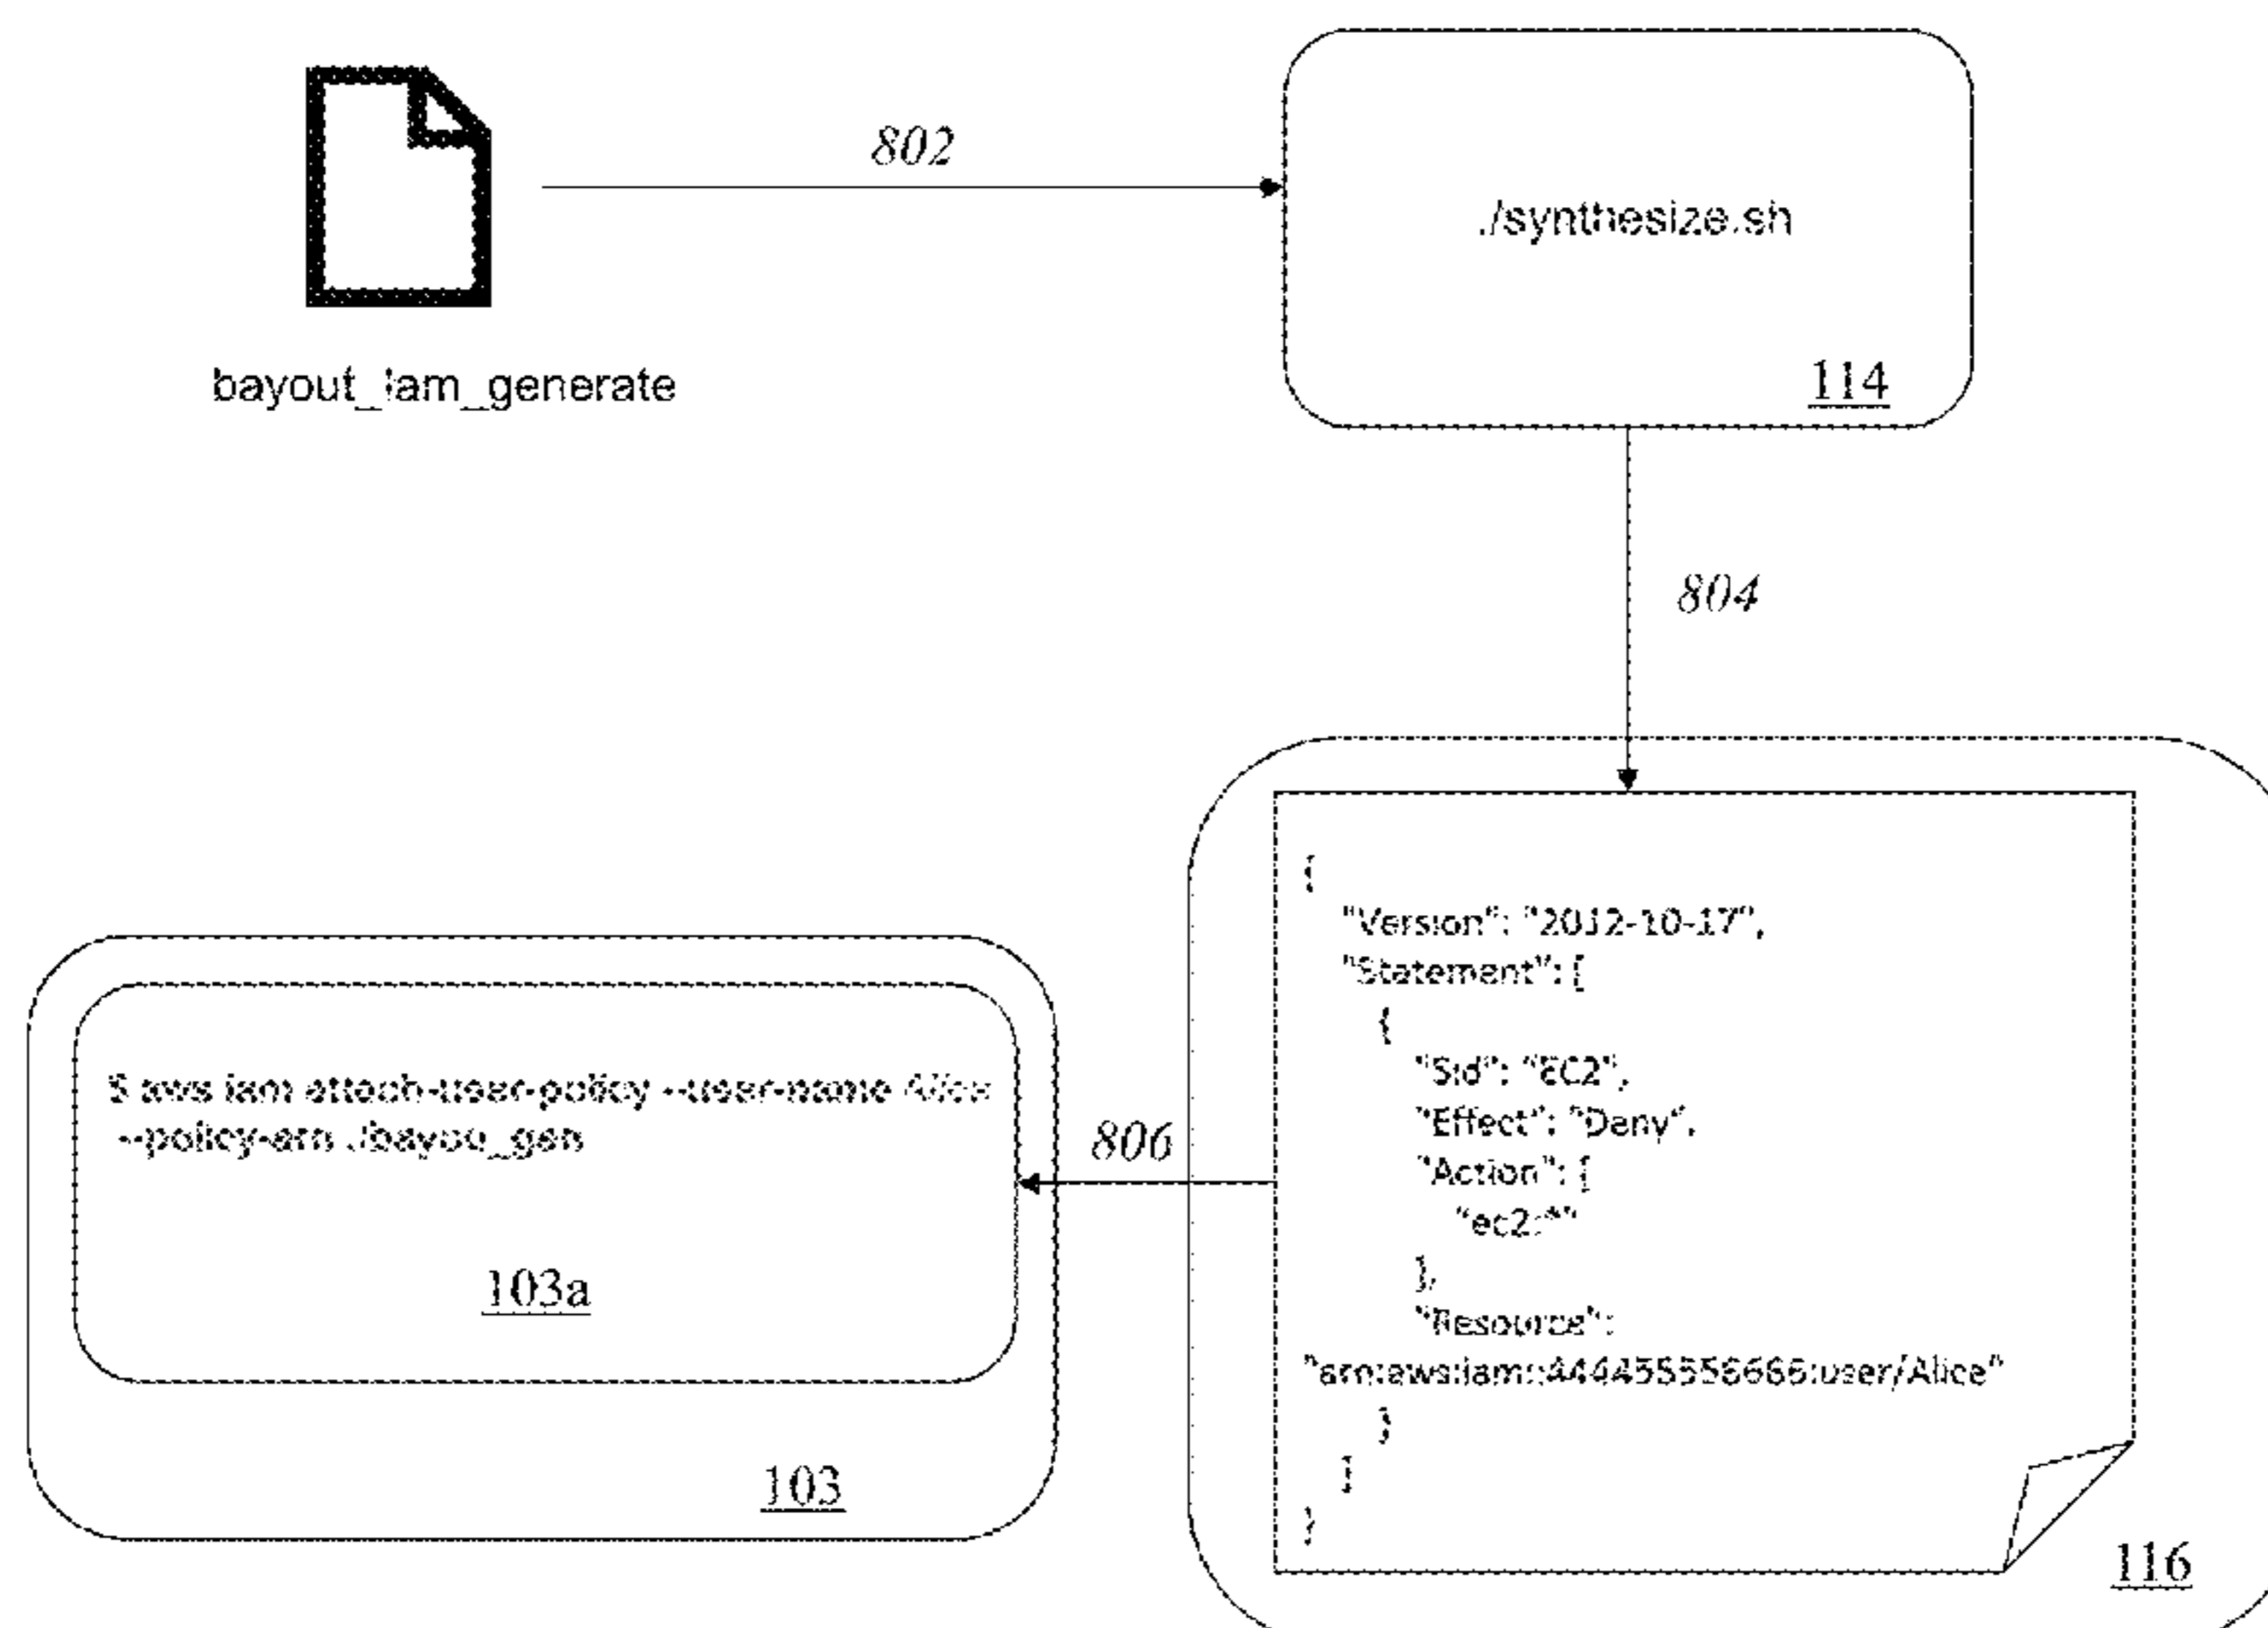 802
./synthesize.sh
bayout_iam_generate
114
804
{
"Version": "2012-10-17",
"Statement": [
{
"Sid": "EC2",
"Effect": "Deny",
"Action": [
"ec2:*"
],
"Resource":
"arn:aws:iam::444455556666:user/Alice"
}
]
}
116
806
$ aws iam attach-user-policy --user-name Alice
--policy-arn ./bayou_gen
103a
103